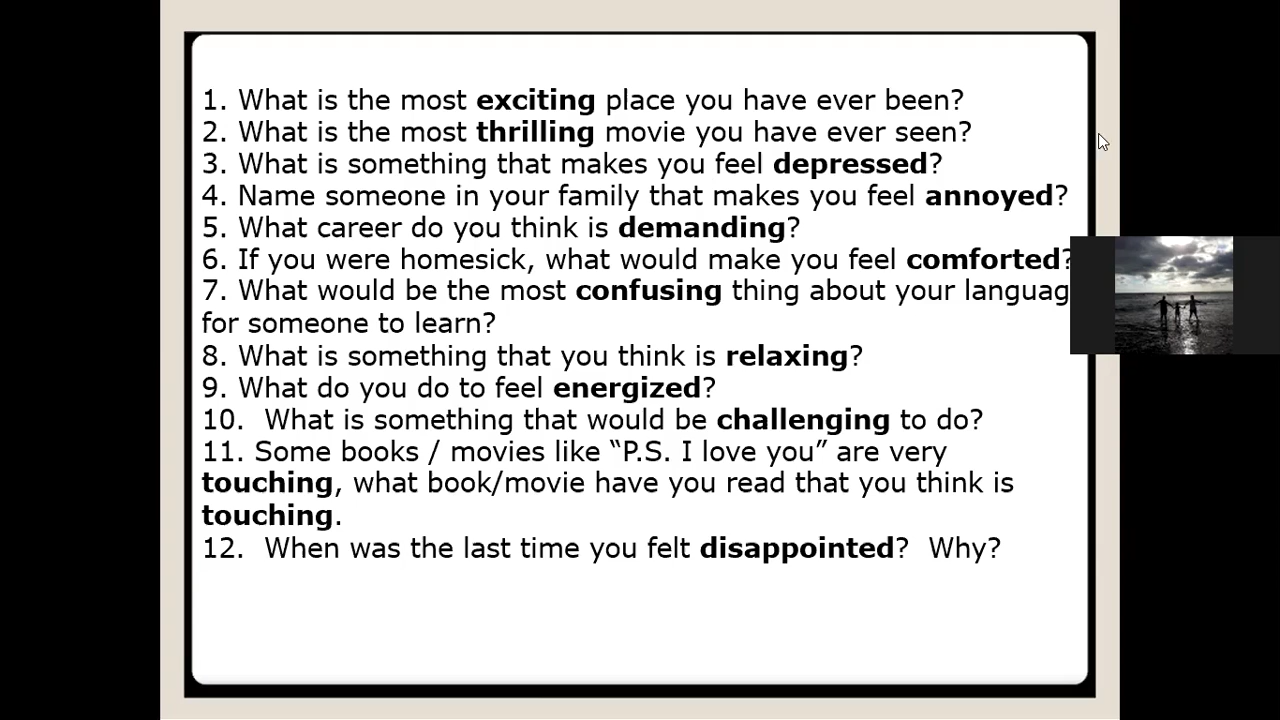 1. What is the most exciting place you have ever been?
2. What is the most thrilling movie you have ever seen?
3. What is something that makes you feel depressed?
4. Name someone in your family that makes you feel annoyed?
5. What career do you think is demanding?
6. If you were homesick, what would make you feel comforted?
7. What would be the most confusing thing about your languag
for someone to learn?
8. What is something that you think is relaxing?
9. What do you do to feel energized?
10.  What is something that would be challenging to do?
11. Some books / movies like “P.S. I love you” are very
touching, what book/movie have you read that you think is
touching.
12.  When was the last time you felt disappointed?  Why?